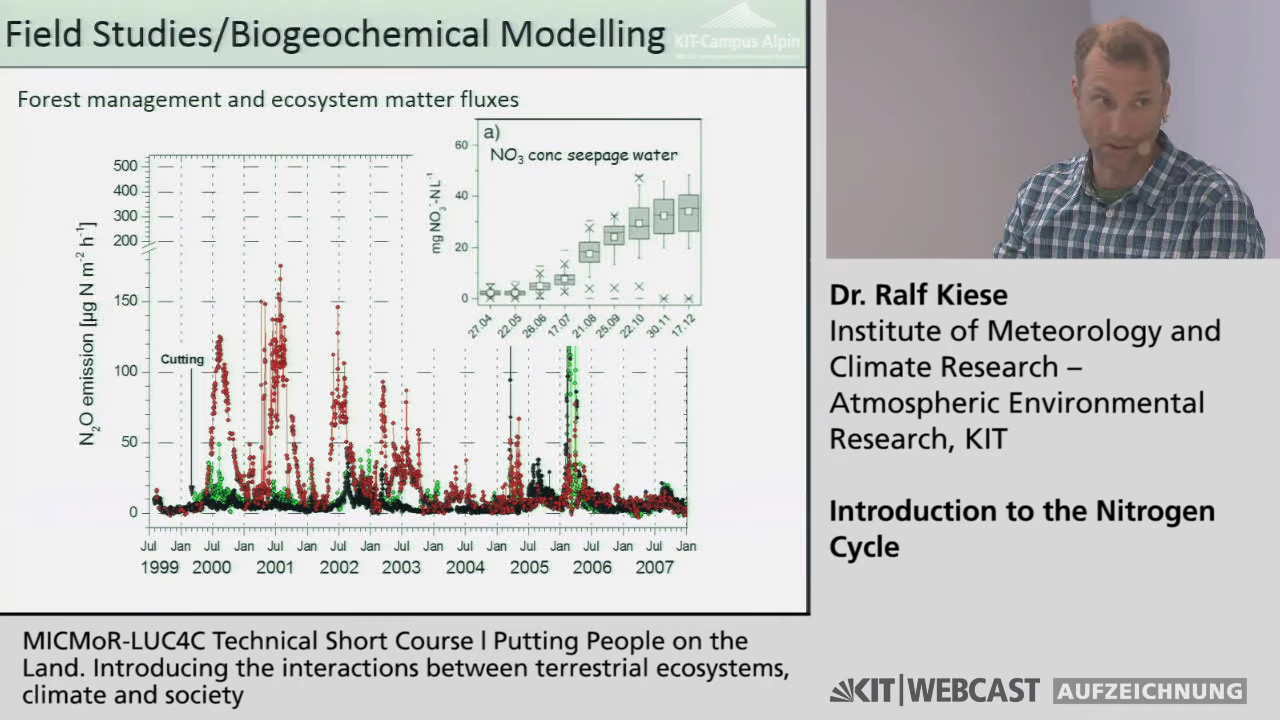 Field Studies/Biogeochemical Modelling
KIT-Campus Alpin
Forest management and ecosystem matter fluxes
N2O emission [µg N m-2 h-1]
500
400
300
200
150
100
50
0
Cutting
Jul Jan Jul Jan Jul Jan Jul Jan Jul Jan Jul Jan Jul Jan Jul Jan Jul Jan
1999 2000 2001 2002 2003 2004 2005 2006 2007
a)
NO3 conc seepage water
mg NO3-NL-1
60
40
20
0
27.04 22.05 26.06 17.07 21.08 25.09 22.10 30.11 17.12
Dr. Ralf Kiese
Institute of Meteorology and
Climate Research –
Atmospheric Environmental
Research, KIT
Introduction to the Nitrogen
Cycle
MICMoR-LUC4C Technical Short Course | Putting People on the
Land. Introducing the interactions between terrestrial ecosystems,
climate and society
KIT|WEBCAST AUFZEICHNUNG